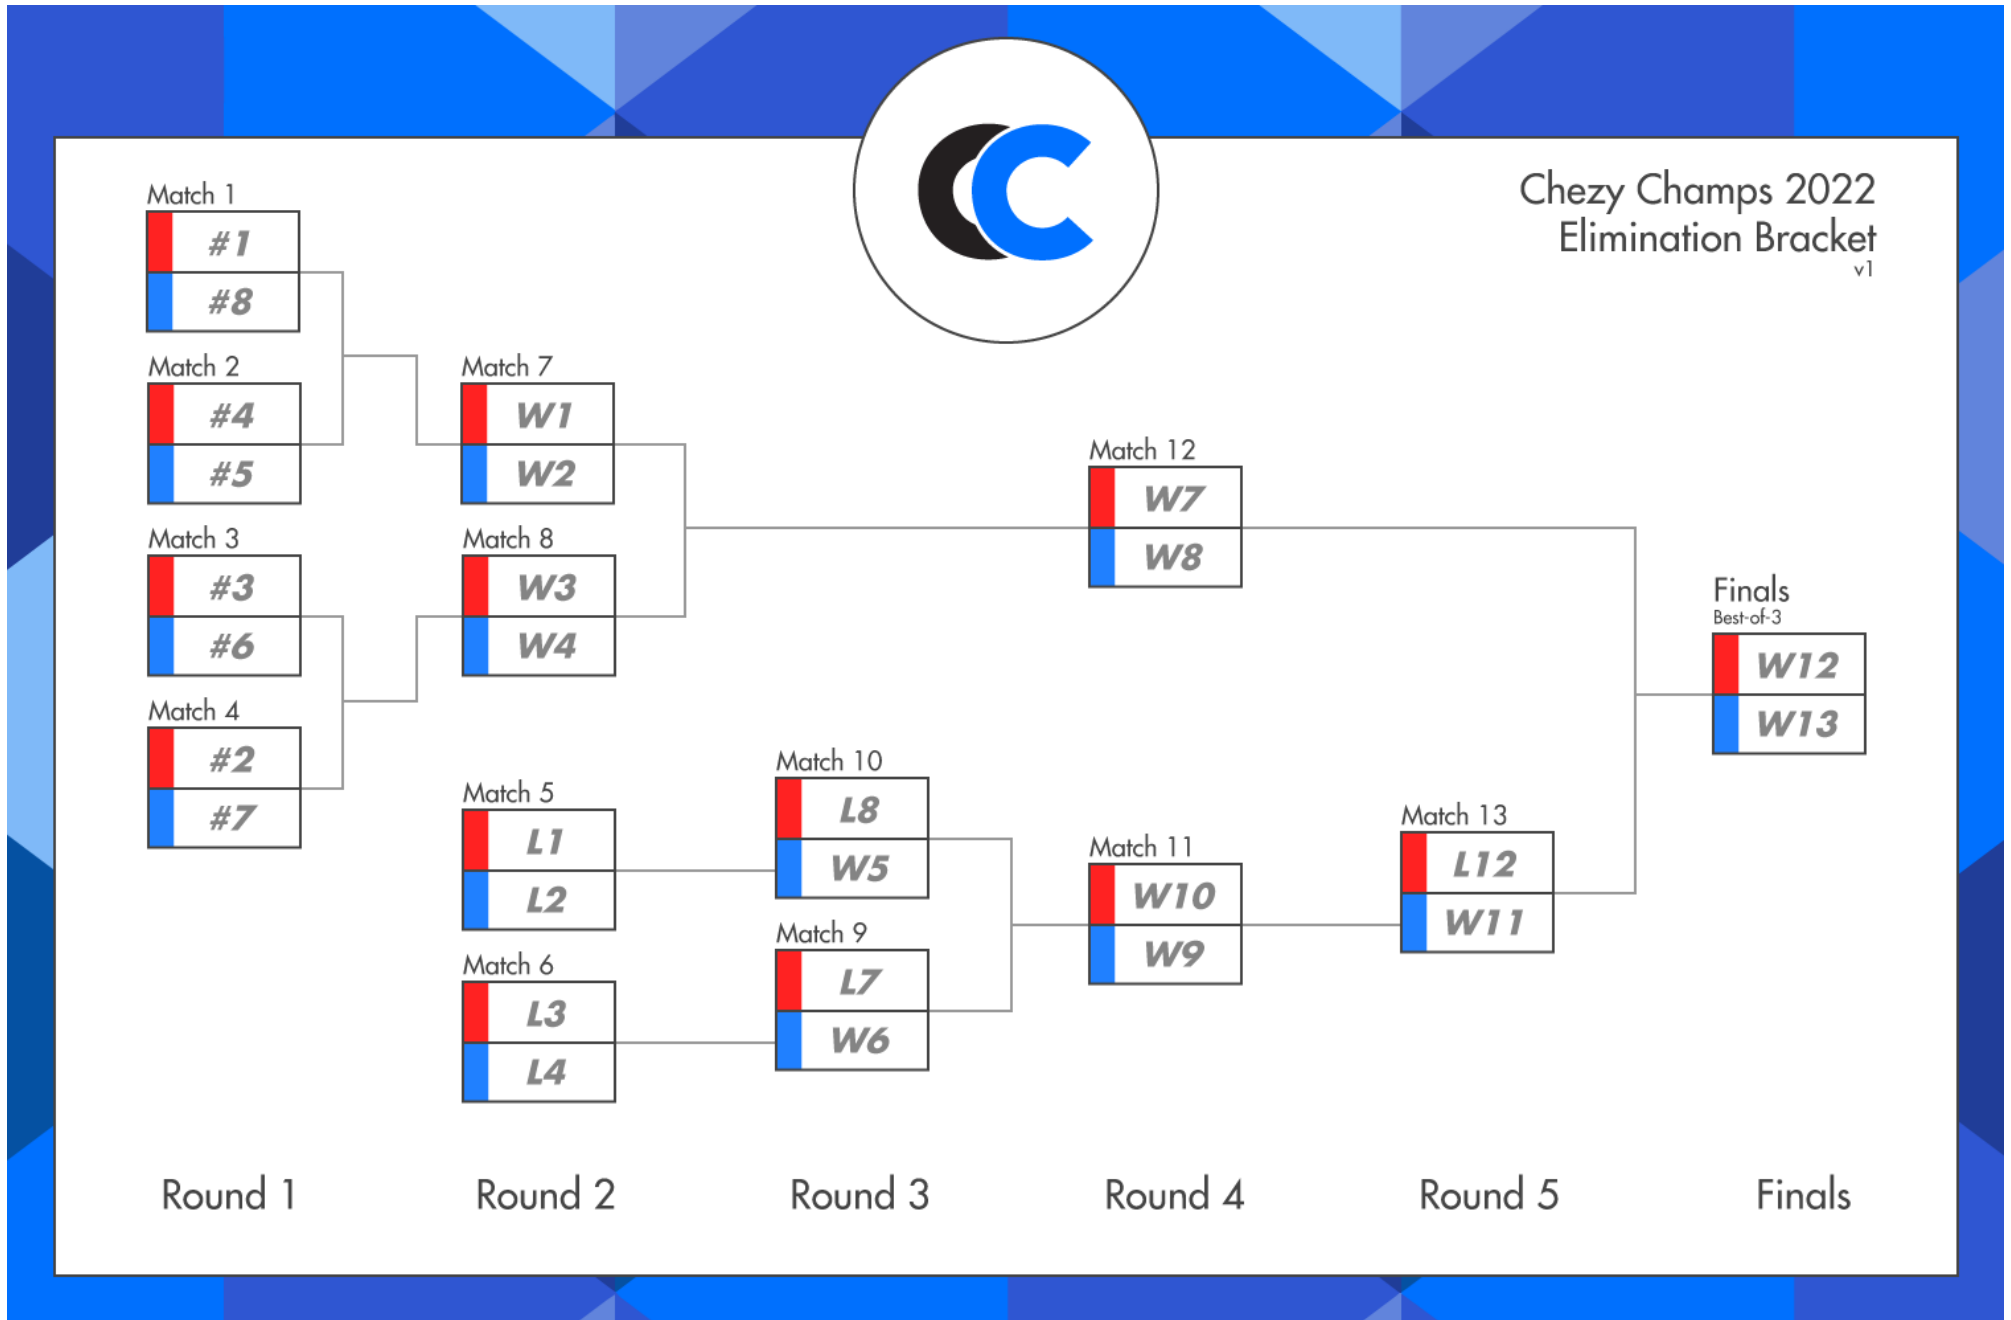 Chezy Champs 2022
Elimination Bracket
v1
Match 1
#1
#8
Match 2
#4
#5
Match 3
#3
#6
Match 4
#2
#7
Match 7
W1
W2
Match 8
W3
W4
Match 5
L1
L2
Match 6
L3
L4
Match 10
L8
W5
Match 9
L7
W6
Match 12
W7
W8
Match 11
W10
W9
Match 13
L12
W11
Finals
Best-of-3
W12
W13
Round 1
Round 2
Round 3
Round 4
Round 5
Finals